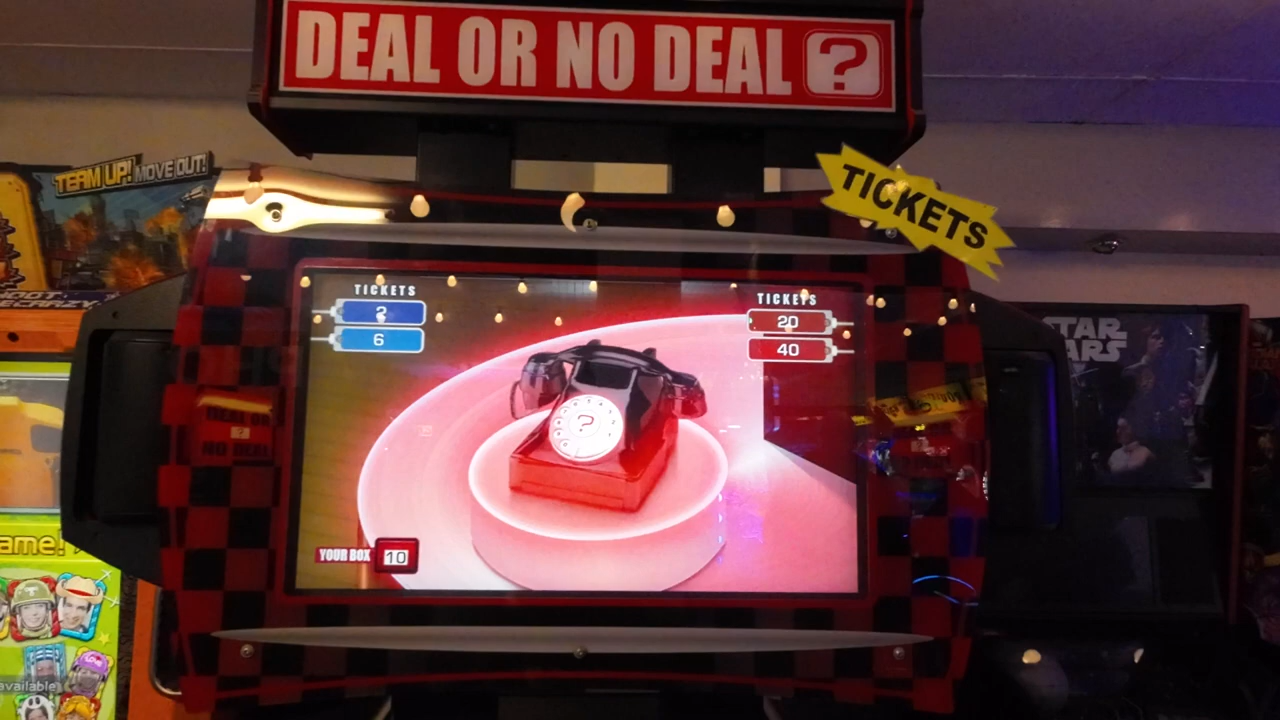 DEAL OR NO DEAL ?
TEAM UP! MOVE OUT!
TICKETS
TICKETS
2
6
TICKETS
20
40
?
YOUR BOX 10
DEAL OR
?
NO DEAL
STAR
WARS
available